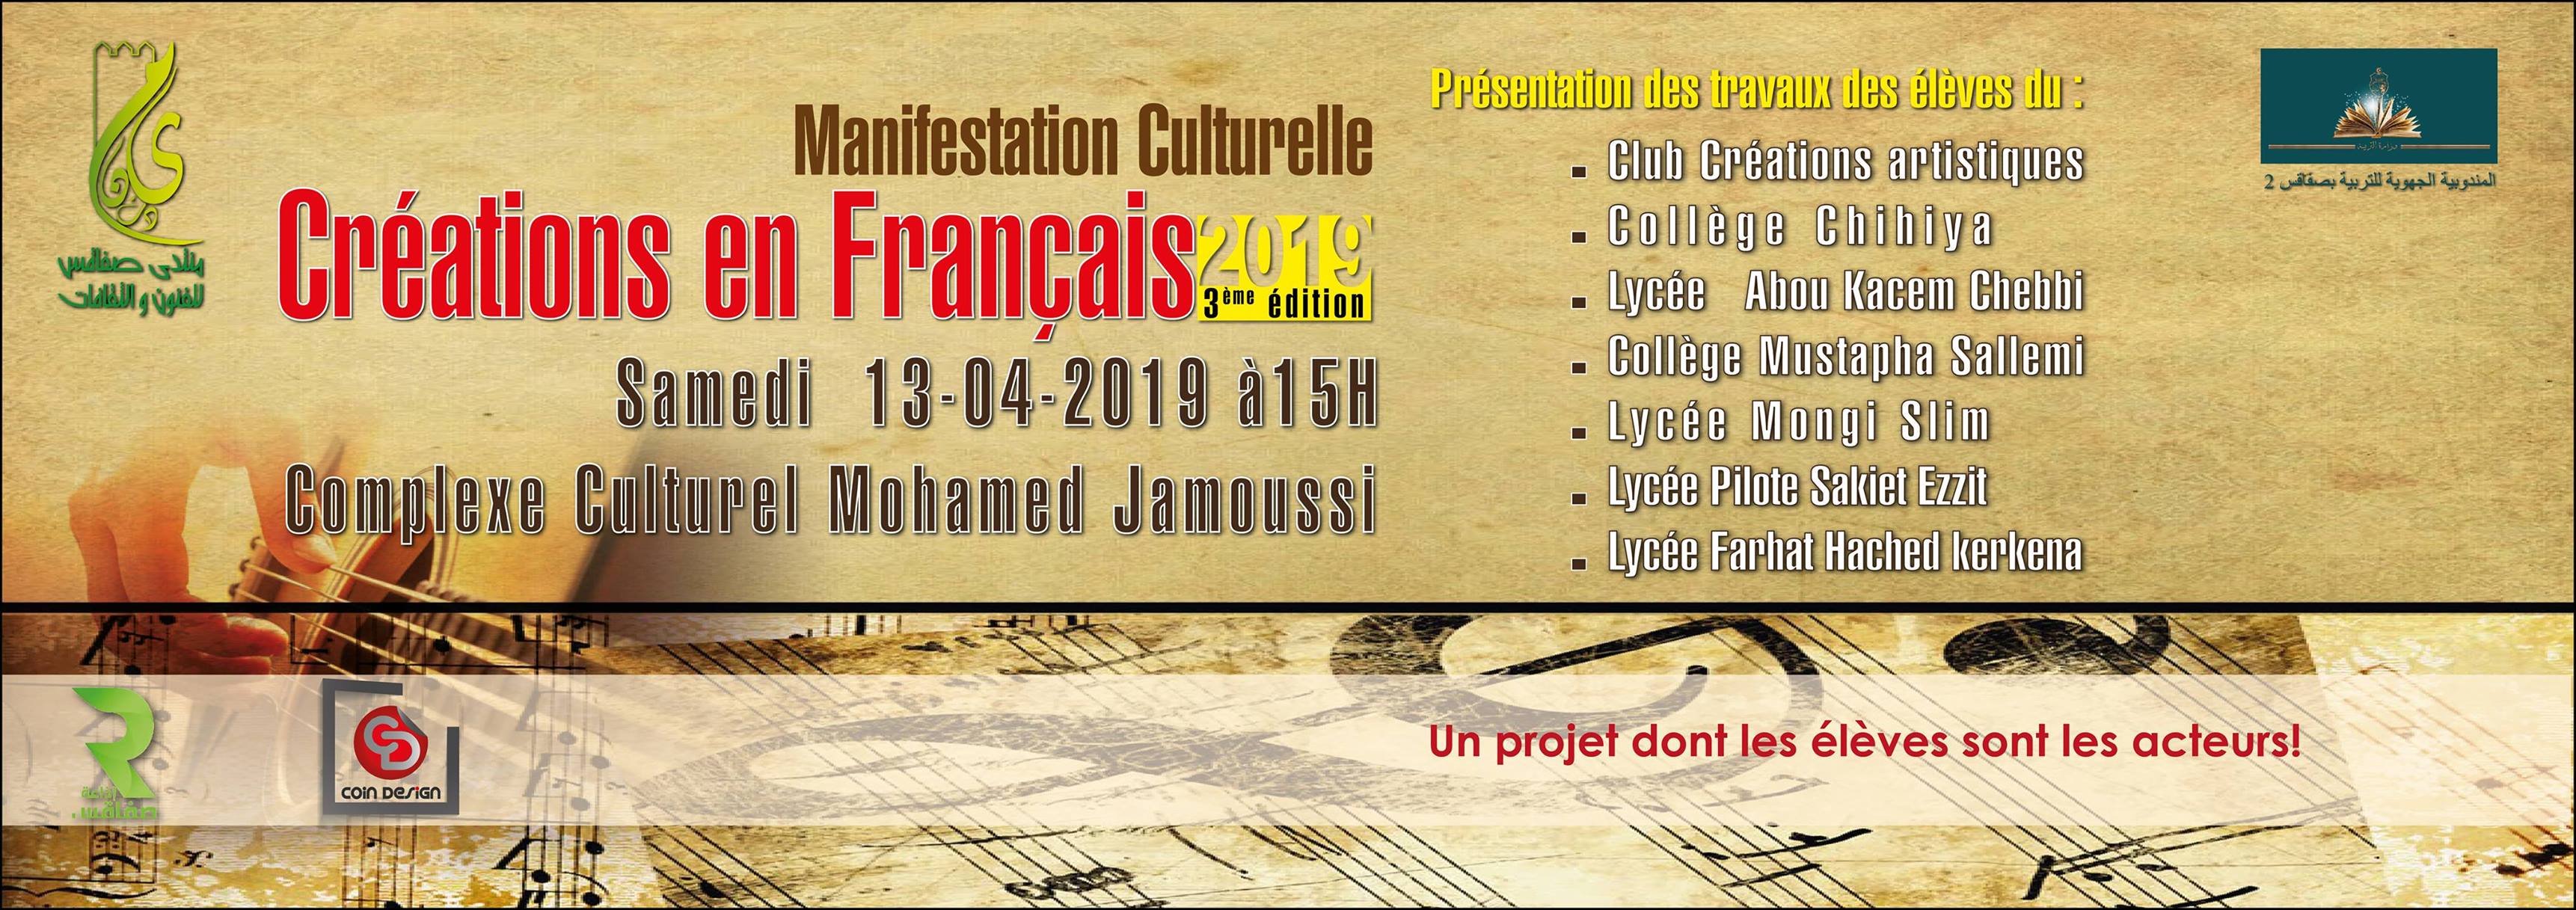 منتدى صفاقس
للفنون و الثقافات
Manifestation Culturelle
Créations en Français 2019
3ème édition
Samedi 13-04-2019 à15H
Complexe Culturel Mohamed Jamoussi
Présentation des travaux des élèves du :
Club Créations artistiques
Collège Chihiya
Lycée Abou Kacem Chebbi
Collège Mustapha Sallemi
Lycée Mongi Slim
Lycée Pilote Sakiet Ezzit
Lycée Farhat Hached kerkena
المندوبية الجهوية للتربية بصفاقس 2
إذاعة
صفاقس
COIN DESIGN
Un projet dont les élèves sont les acteurs!